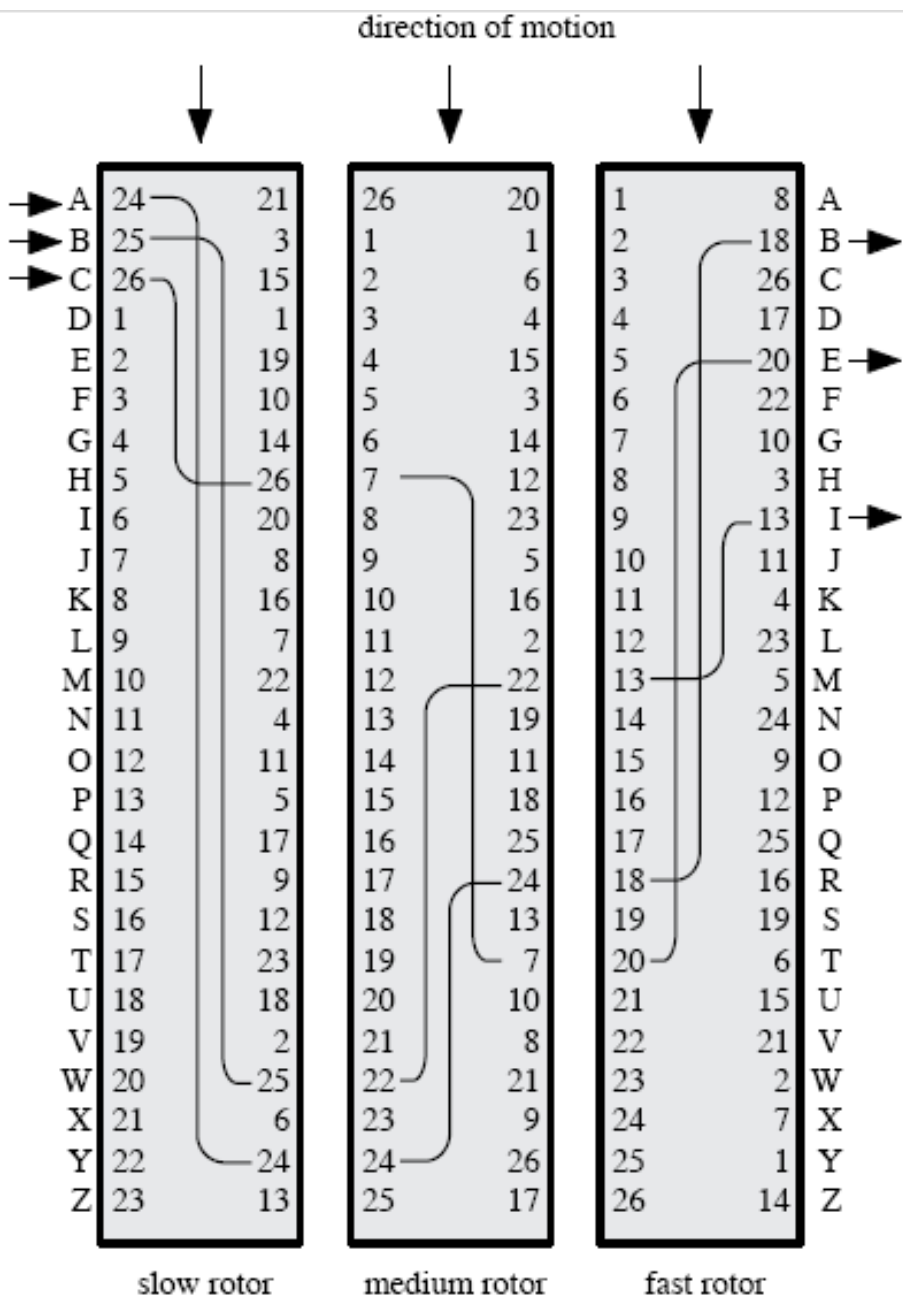 direction of motion
A 24 21 26 20 1 8 A
B 25 3 1 1 2 18 B
C 26 15 2 6 3 26 C
D 1 1 3 4 4 17 D
E 2 19 4 15 5 20 E
F 3 10 5 3 6 22 F
G 4 14 6 14 7 10 G
H 5 26 7 12 8 3 H
I 6 20 8 23 9 13 I
J 7 8 9 5 10 11 J
K 8 16 10 16 11 4 K
L 9 7 11 2 12 23 L
M 10 22 12 22 13 5 M
N 11 4 13 19 14 24 N
O 12 11 14 11 15 9 O
P 13 5 15 18 16 12 P
Q 14 17 16 25 17 25 Q
R 15 9 17 24 18 16 R
S 16 12 18 13 19 19 S
T 17 23 19 7 20 6 T
U 18 18 20 10 21 15 U
V 19 2 21 8 22 21 V
W 20 25 22 21 23 2 W
X 21 6 23 9 24 7 X
Y 22 24 24 26 25 1 Y
Z 23 13 25 17 26 14 Z
slow rotor medium rotor fast rotor